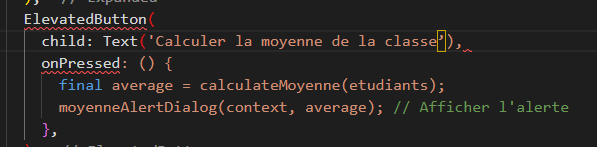 ), // Expanded
ElevatedButton(
child: Text('Calculer la moyenne de la classe’),
onPressed: () {
final average = calculateMoyenne(etudiants);
moyenneAlertDialog(context, average); // Afficher l'alerte
},